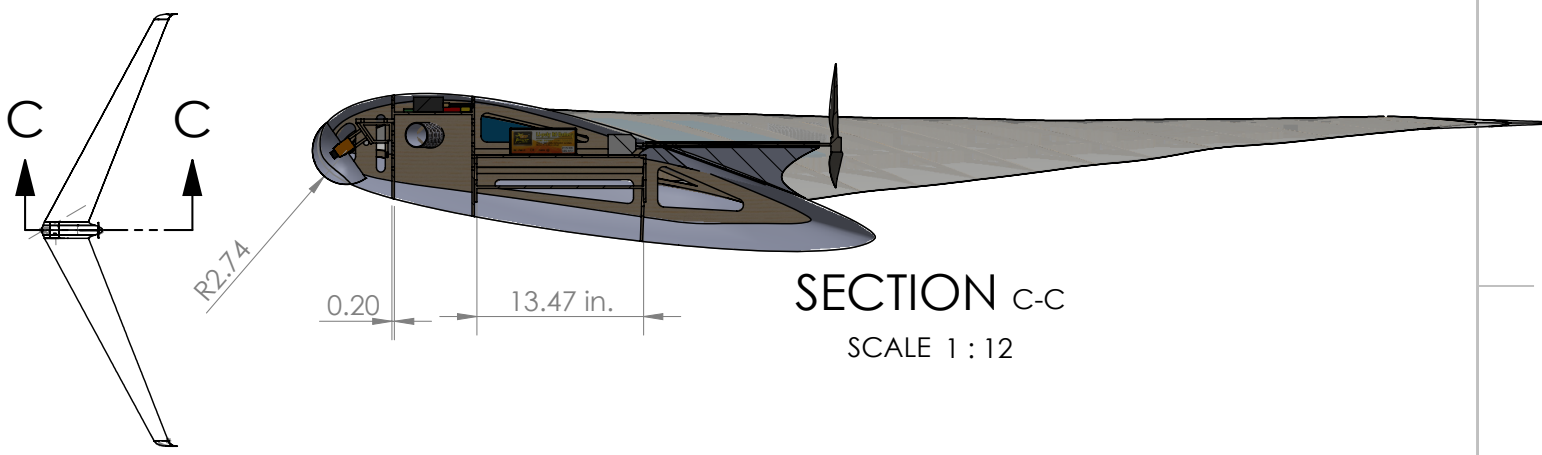 C C
R2.74
0.20
13.47 in.
SECTION C-C
SCALE 1 : 12